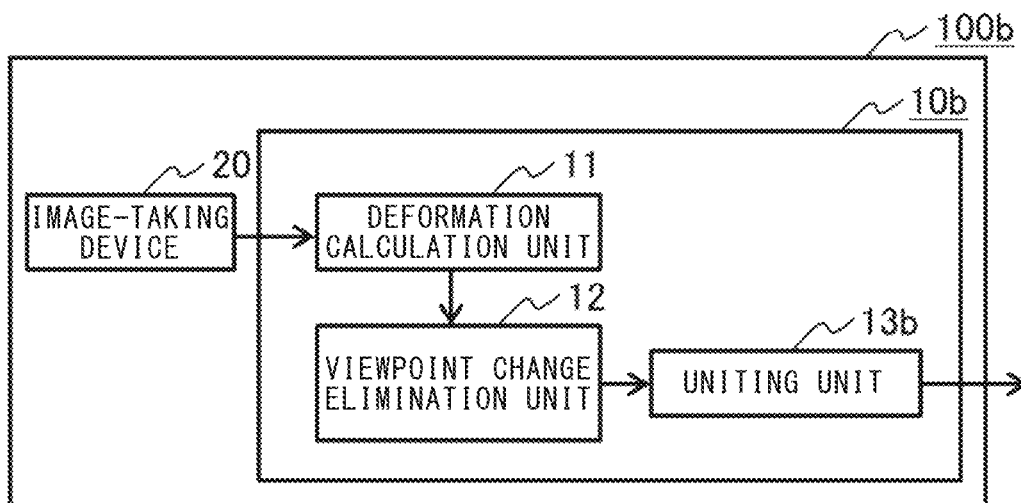 100b
10b
20
11
IMAGE-TAKING
DEVICE
DEFORMATION
CALCULATION UNIT
12
13b
VIEWPOINT CHANGE
ELIMINATION UNIT
UNITING UNIT